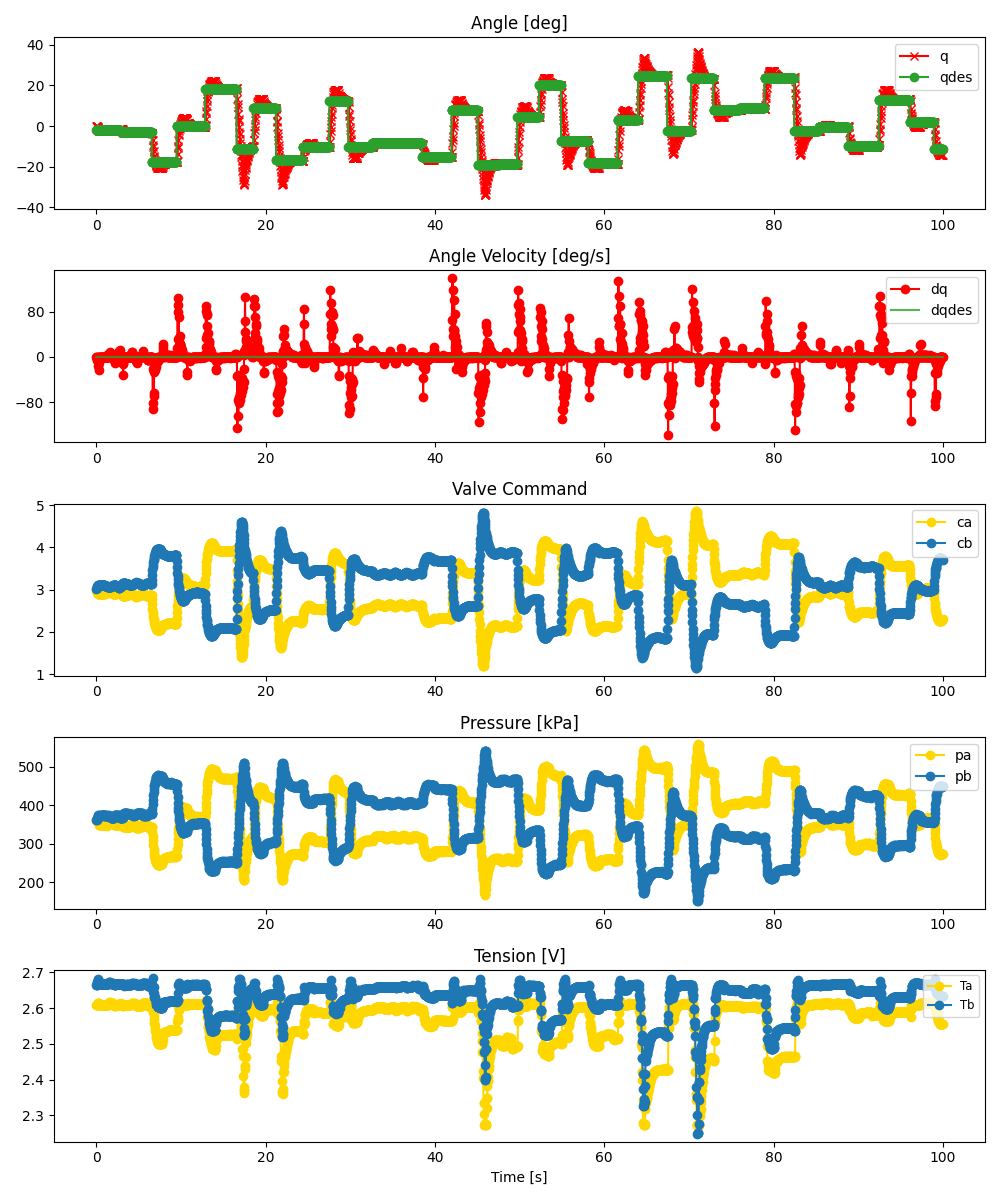 Angle [deg]
40
20
0
−20
−40
q
qdes
0 20 40 60 80 100
Angle Velocity [deg/s]
80
0
−80
dq
dqdes
0 20 40 60 80 100
Valve Command
5
4
3
2
1
ca
cb
0 20 40 60 80 100
Pressure [kPa]
500
400
300
200
pa
pb
0 20 40 60 80 100
Tension [V]
2.7
2.6
2.5
2.4
2.3
Ta
Tb
0 20 40 60 80 100
Time [s]